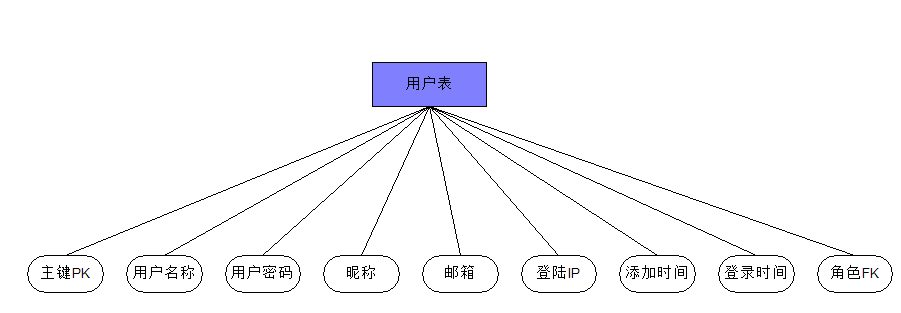 用户表
主键PK
用户名称
用户密码
昵称
邮箱
登陆IP
添加时间
登录时间
角色FK